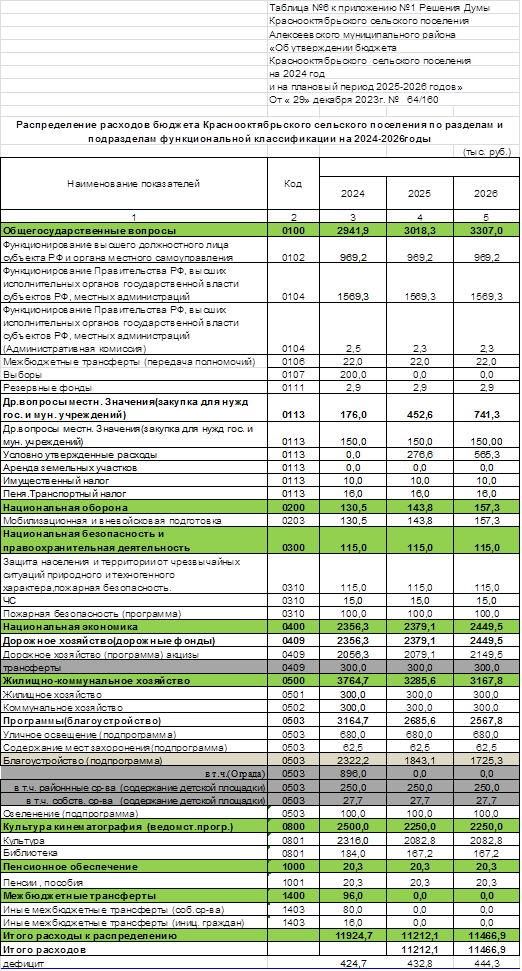 Таблица №6 к приложению №1 Решения Думы
Краснооктябрьского сельского поселения
Алексеевского муниципального района
«Об утверждении бюджета
Краснооктябрьского сельского поселения
на 2024 год
и на плановый период 2025-2026 годов»
От « 29» декабря 2023г. № 64/160
Распределение расходов бюджета Краснооктябрьского сельского поселения по разделам и
подразделам функциональной классификации на 2024-2026годы
(тыс. руб.)
Наименование показателей Код 2024 2025 2026
1 2 3 4 5
Общегосударственные вопросы 0100 2941,9 3018,3 3307,0
Функционирование высшего должностного лица
субъекта РФ и органа местного самоуправления 0102 969,2 969,2 969,2
Функционирование Правительства РФ, высших
исполнительных органов государственной власти
субъектов РФ, местных администраций 0104 1569,3 1569,3 1569,3
Функционирование Правительства РФ, высших
исполнительных органов государственной власти
субъектов РФ, местных администраций
(Административная комиссия) 0104 2,5 2,3 2,3
Межбюджетные трансферты (передача полномочий) 0106 22,0 22,0 22,0
Выборы 0107 200,0 0,0 0,0
Резервные фонды 0111 2,9 2,9 2,9
Др.вопросы местн. Значения(закупка для нужд
гос. и мун. учреждений) 0113 176,0 452,6 741,3
Др.вопросы местн. Значения(закупка для нужд гос. и
мун. учреждений) 0113 150,0 150,0 150,00
Условно утвержденные расходы 0113 0,0 276,6 565,3
Аренда земельных участков 0113 0,0 0,0 0,0
Имущественный налог 0113 10,0 10,0 10,0
Пеня.Транспортный налог 0113 16,0 16,0 16,0
Национальная оборона 0200 130,5 143,8 157,3
Мобилизационная и вневойсковая подготовка 0203 130,5 143,8 157,3
Национальная безопасность и
правоохранительная деятельность 0300 115,0 115,0 115,0
Защита населения и территории от чрезвычайных
ситуаций природного и техногенного
характера,пожарная безопасность. 0310 115,0 115,0 115,0
ЧС 0310 15,0 15,0 15,0
Пожарная безопасность (программа) 0310 100,0 100,0 100,0
Национальная экономика 0400 2356,3 2379,1 2449,5
Дорожное хозяйство(дорожные фонды) 0409 2356,3 2379,1 2449,5
Дорожное хозяйство (программа) акцизы 0409 2056,3 2079,1 2149,5
трансферты 0409 300,0 300,0 300,0
Жилищно-коммунальное хозяйство 0500 3764,7 3285,6 3167,8
Жилищное хозяйство 0501 300,0 300,0 300,0
Коммунальное хозяйство 0502 300,0 300,0 300,0
Программы(благоустройство) 0503 3164,7 2685,6 2567,8
Уличное освещение (подпрограмма) 0503 680,0 680,0 680,0
Содержание мест захоронения(подпрограмма) 0503 62,5 62,5 62,5
Благоустройство (подпрограмма) 0503 2322,2 1843,1 1725,3
в т.ч.(Ограда) 0503 896,0 0,0 0,0
в т.ч. районные ср-ва (содержание детской площадки) 0503 250,0 250,0 250,0
в т.ч. собств. ср-ва (содержание детской площадки) 0503 27,7 27,7 27,7
Озеленение (подпрограмма) 0503 100,0 100,0 100,0
Культура кинематография (ведомст.прогр.) 0800 2500,0 2250,0 2250,0
Культура 0801 2316,0 2082,8 2082,8
Библиотека 0801 184,0 167,2 167,2
Пенсионное обеспечение 1000 20,3 20,3 20,3
Пенсии , пособия 1001 20,3 20,3 20,3
Межбюджетные трансферты 1400 96,0 0,0 0,0
Иные межбюджетные трансферты (соб.ср-ва) 1403 80,0 0,0 0,0
Иные межбюджетные трансферты (иниц. граждан) 1403 16,0 0,0 0,0
Итого расходы к распределению 11924,7 11212,1 11466,9
Итого расходов 11212,1 11466,9
дефицит 424,7 432,8 444,3